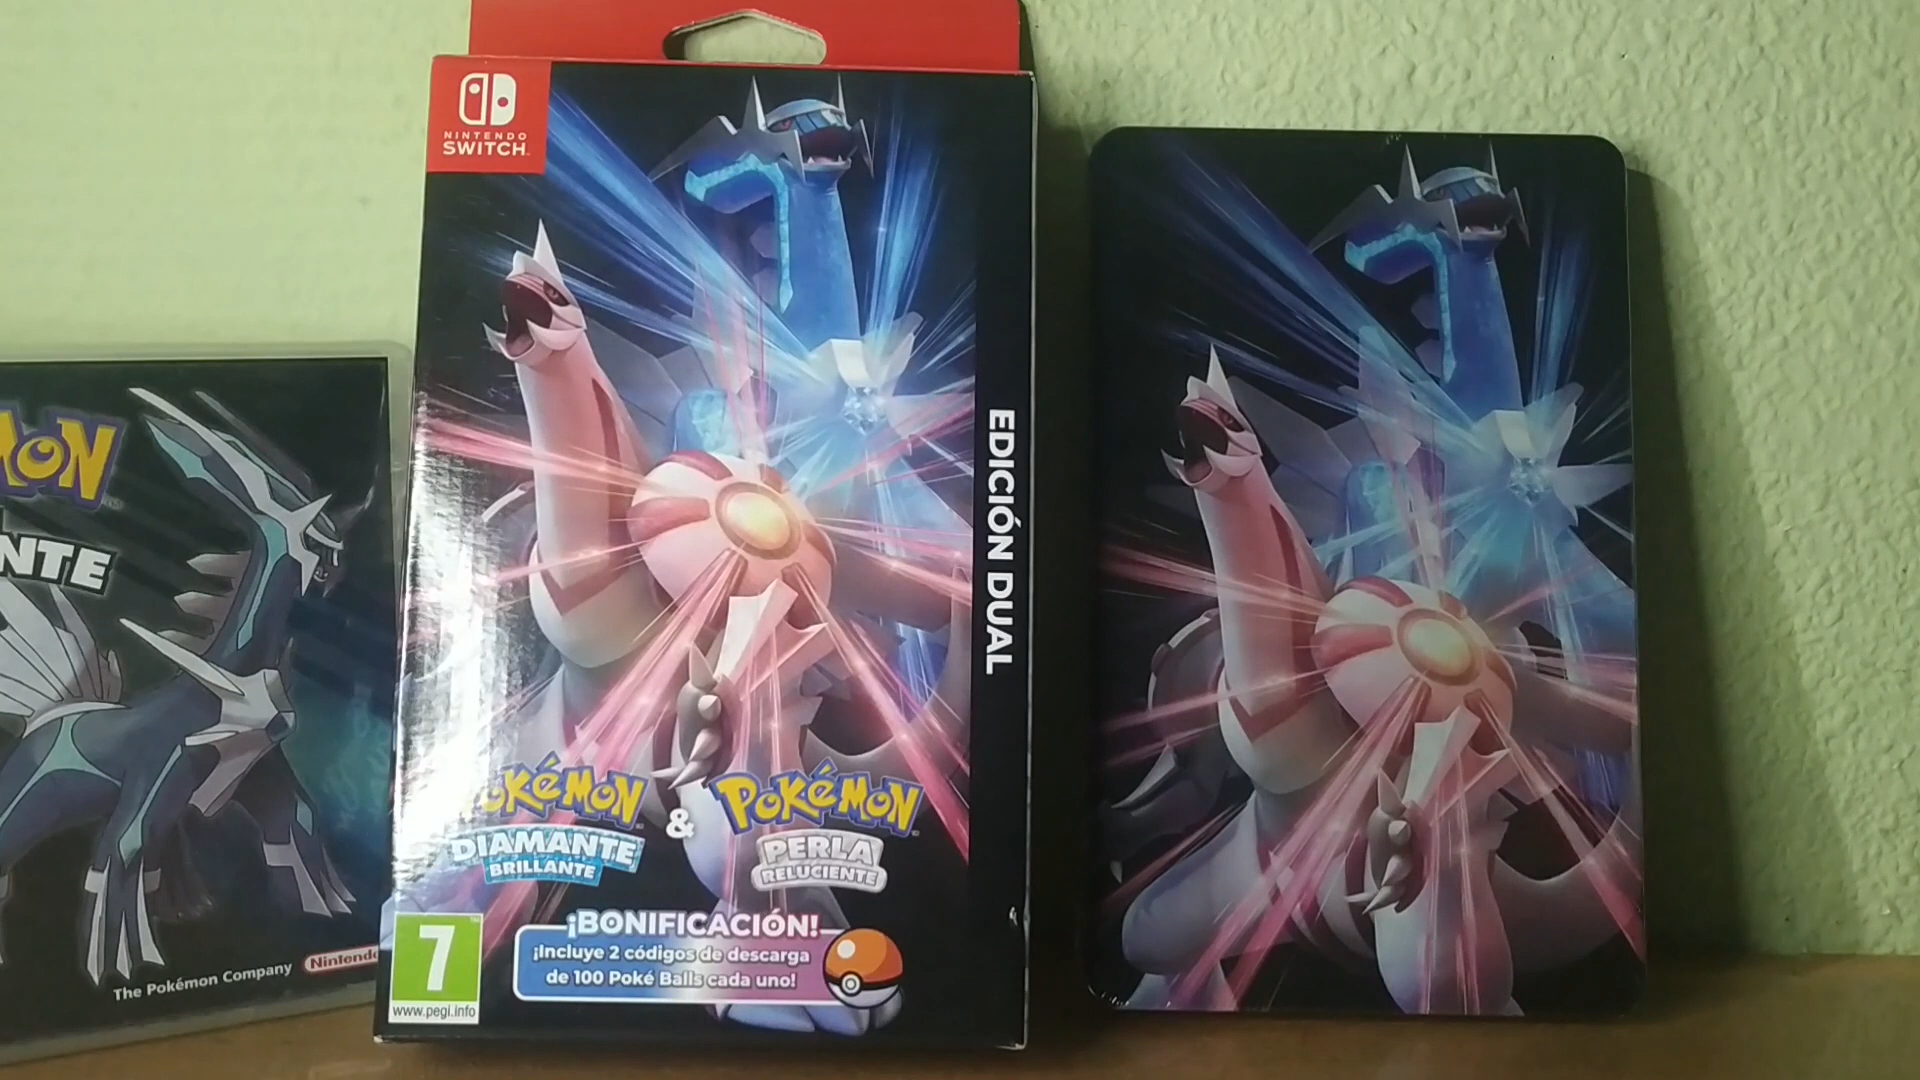 MON
NTE
The Pokémon Company
Nintendo
NINTENDO
SWITCH
EDICIÓN DUAL
POKéMON
DIAMANTE
BRILLANTE
&
POKéMON
PERLA
RELUCIENTE
¡BONIFICACIÓN!
¡Incluye 2 códigos de descarga
de 100 Poké Balls cada uno!
7
www.pegi.info